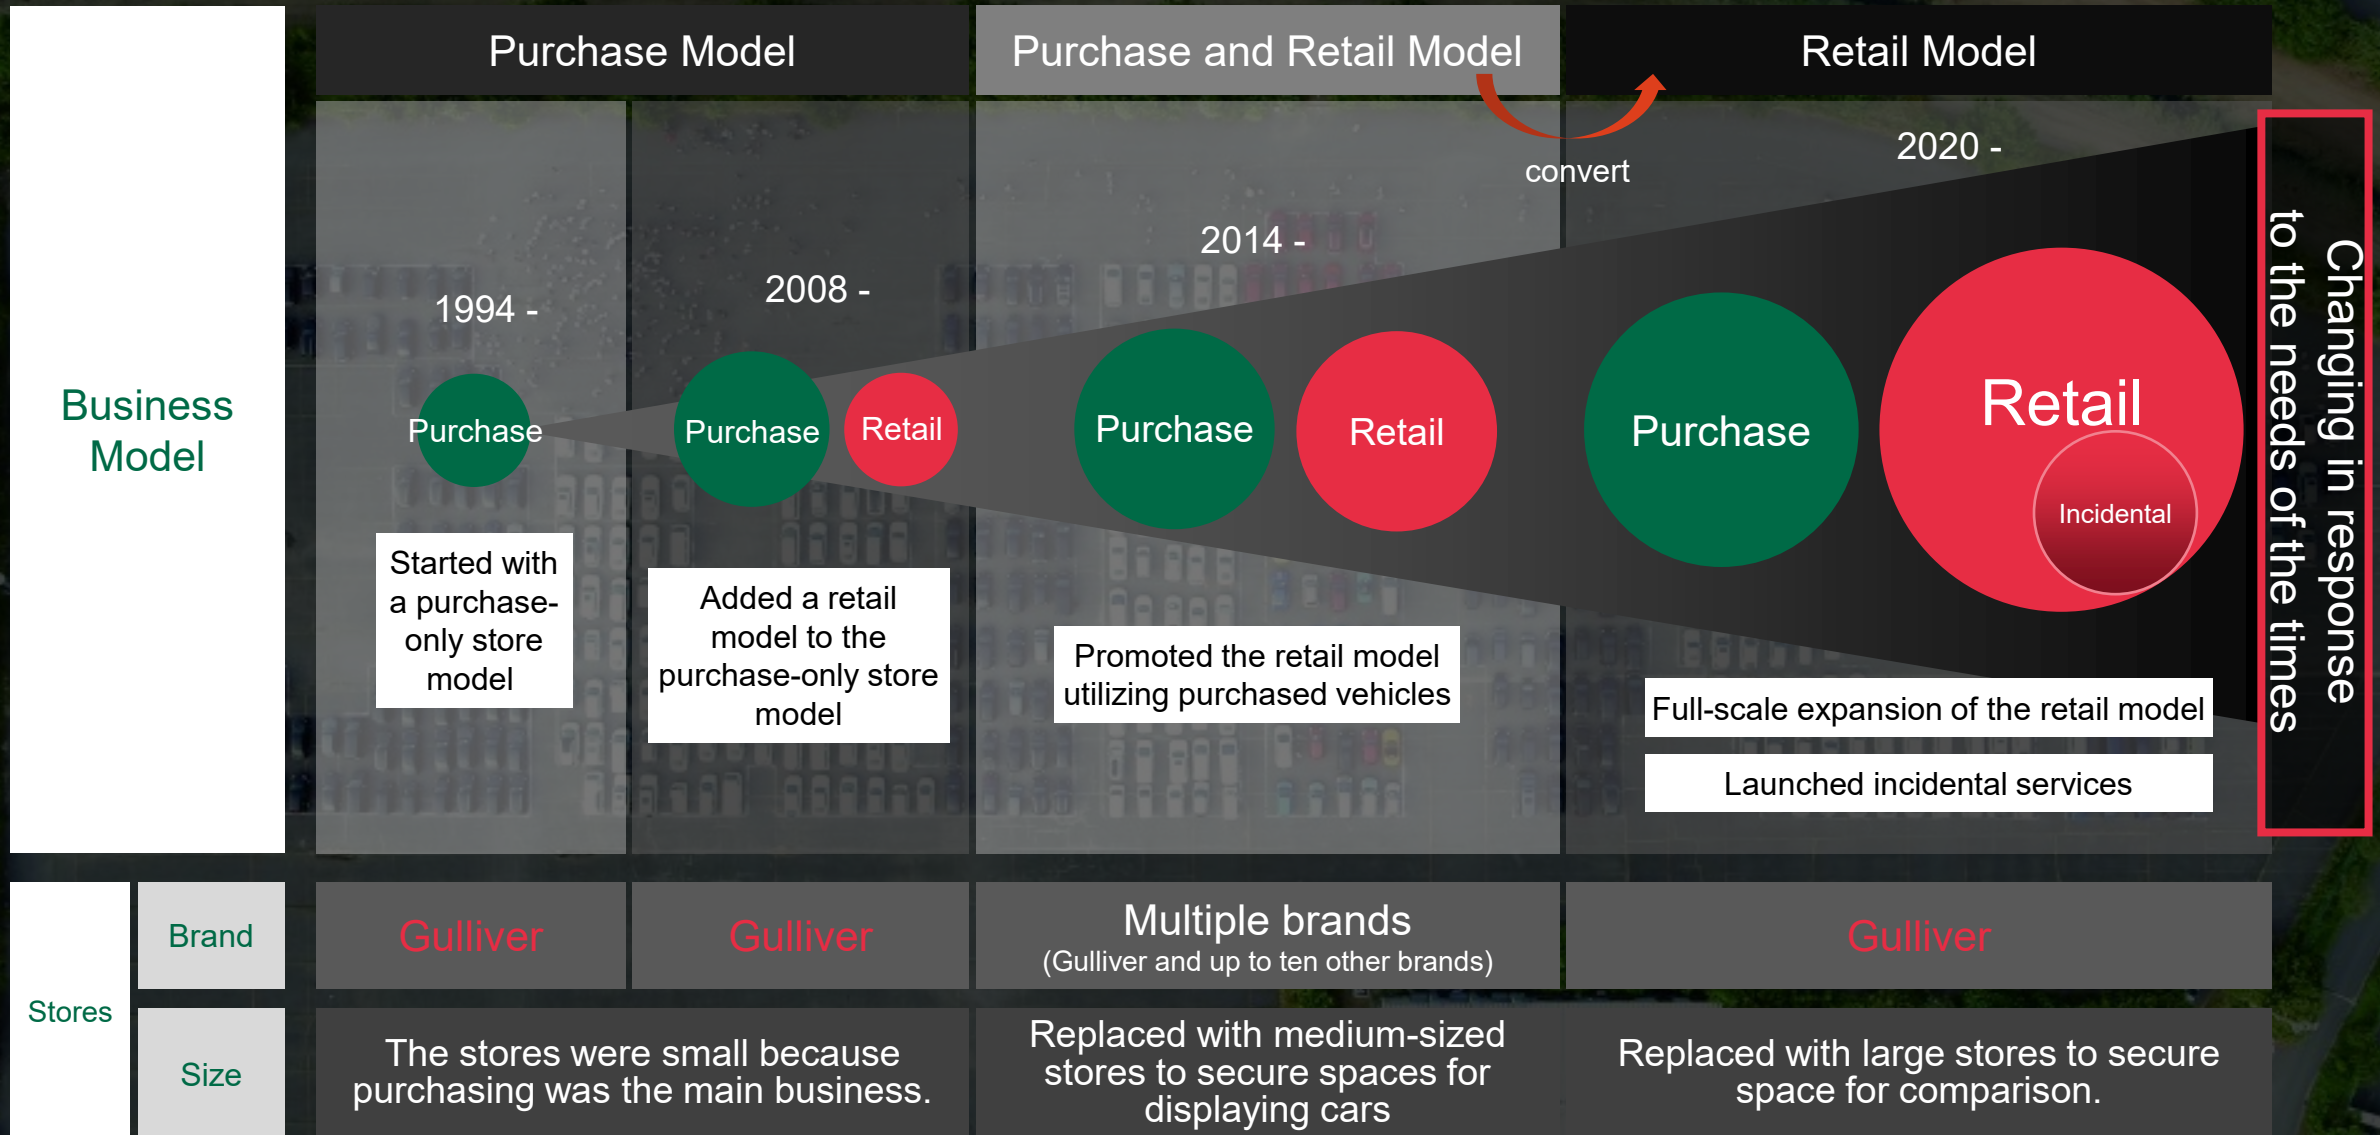 Purchase Model
Purchase and Retail Model
Retail Model
convert
Business
Model
1994 -
Purchase
Started with
a purchase-
only store
model
2008 -
Purchase
Retail
Added a retail
model to the
purchase-only store
model
2014 -
Purchase
Retail
Promoted the retail model
utilizing purchased vehicles
2020 -
Purchase
Retail
Incidental
Full-scale expansion of the retail model
Launched incidental services
Changing in response
to the needs of the times
Stores
Brand
Gulliver
Gulliver
Multiple brands
(Gulliver and up to ten other brands)
Gulliver
Size
The stores were small because
purchasing was the main business.
Replaced with medium-sized
stores to secure spaces for
displaying cars
Replaced with large stores to secure
space for comparison.